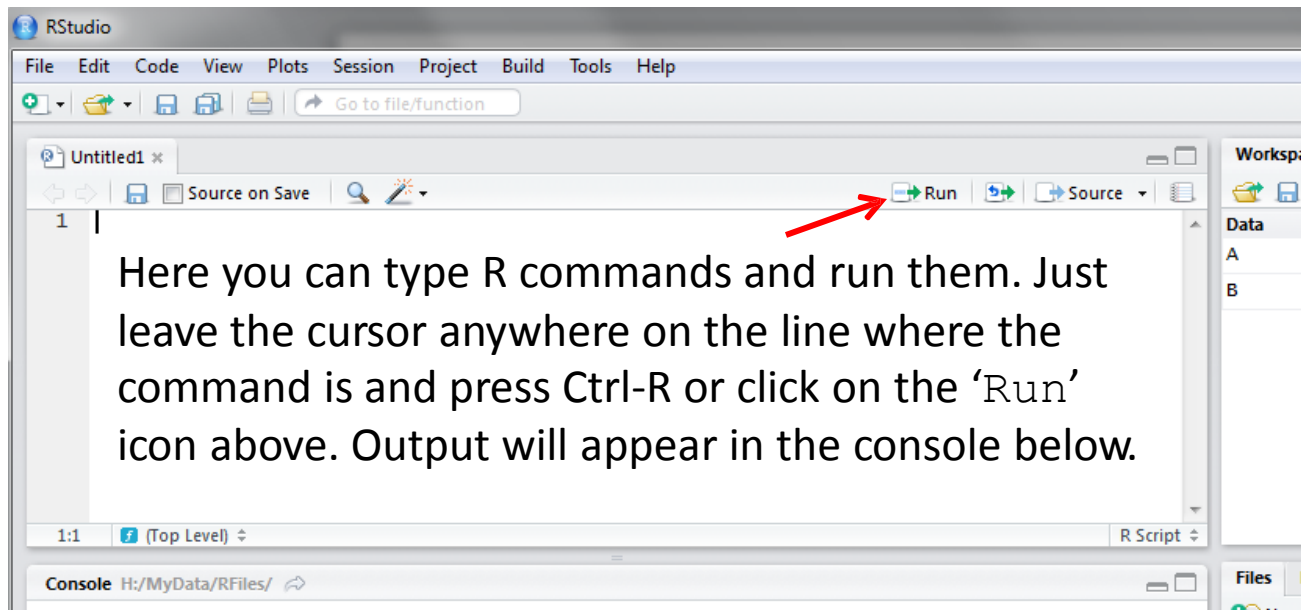 RStudio
File Edit Code View Plots Session Project Build Tools Help
Go to file/function
Untitled1
Source on Save Run Source
1
Here you can type R commands and run them. Just
leave the cursor anywhere on the line where the
command is and press Ctrl-R or click on the ‘Run’
icon above. Output will appear in the console below.
1:1 (Top Level) R Script
Console H:/MyData/RFiles/
Workspa
Data
A
B
Files